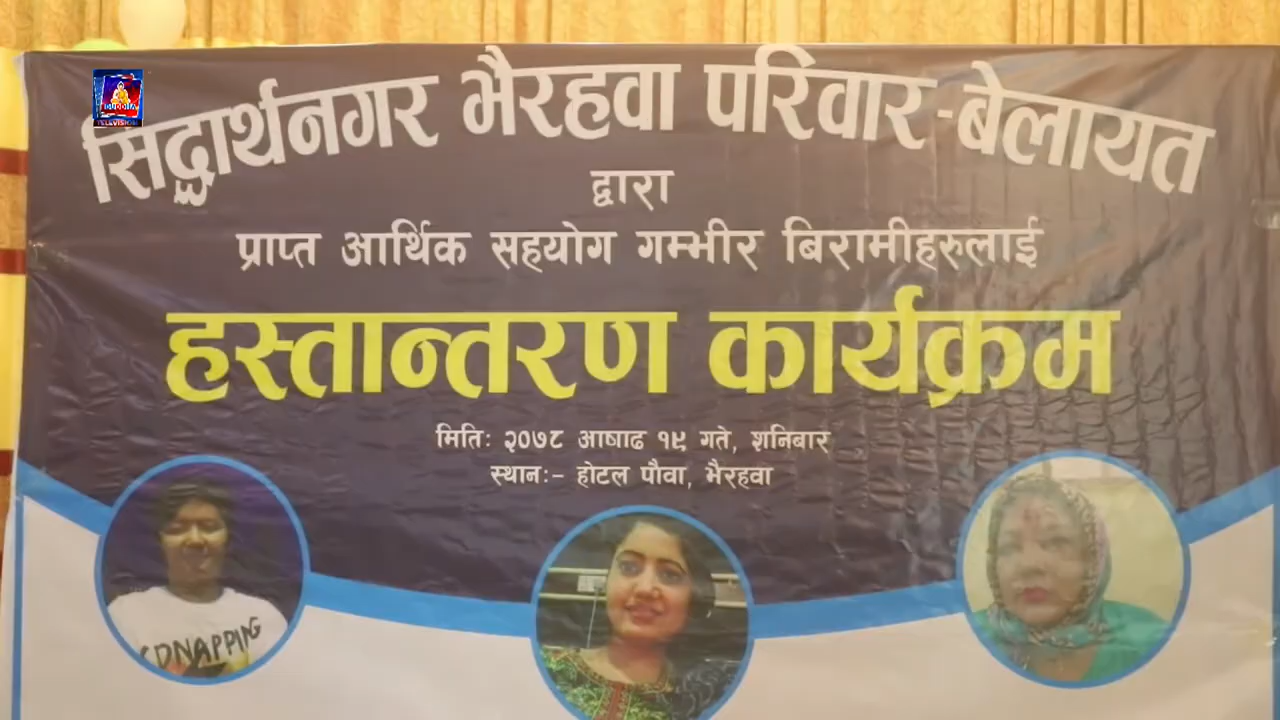 सिद्धार्थनगर भैरहवा परिवार-बेलायत
द्वारा
प्राप्त आर्थिक सहयोग गम्भीर बिरामीहरुलाई
हस्तान्तरण कार्यक्रम
मितिः २०७८ आषाढ १९ गते, शनिबार
स्थानः- होटल पौवा, भैरहवा
TELEVISION